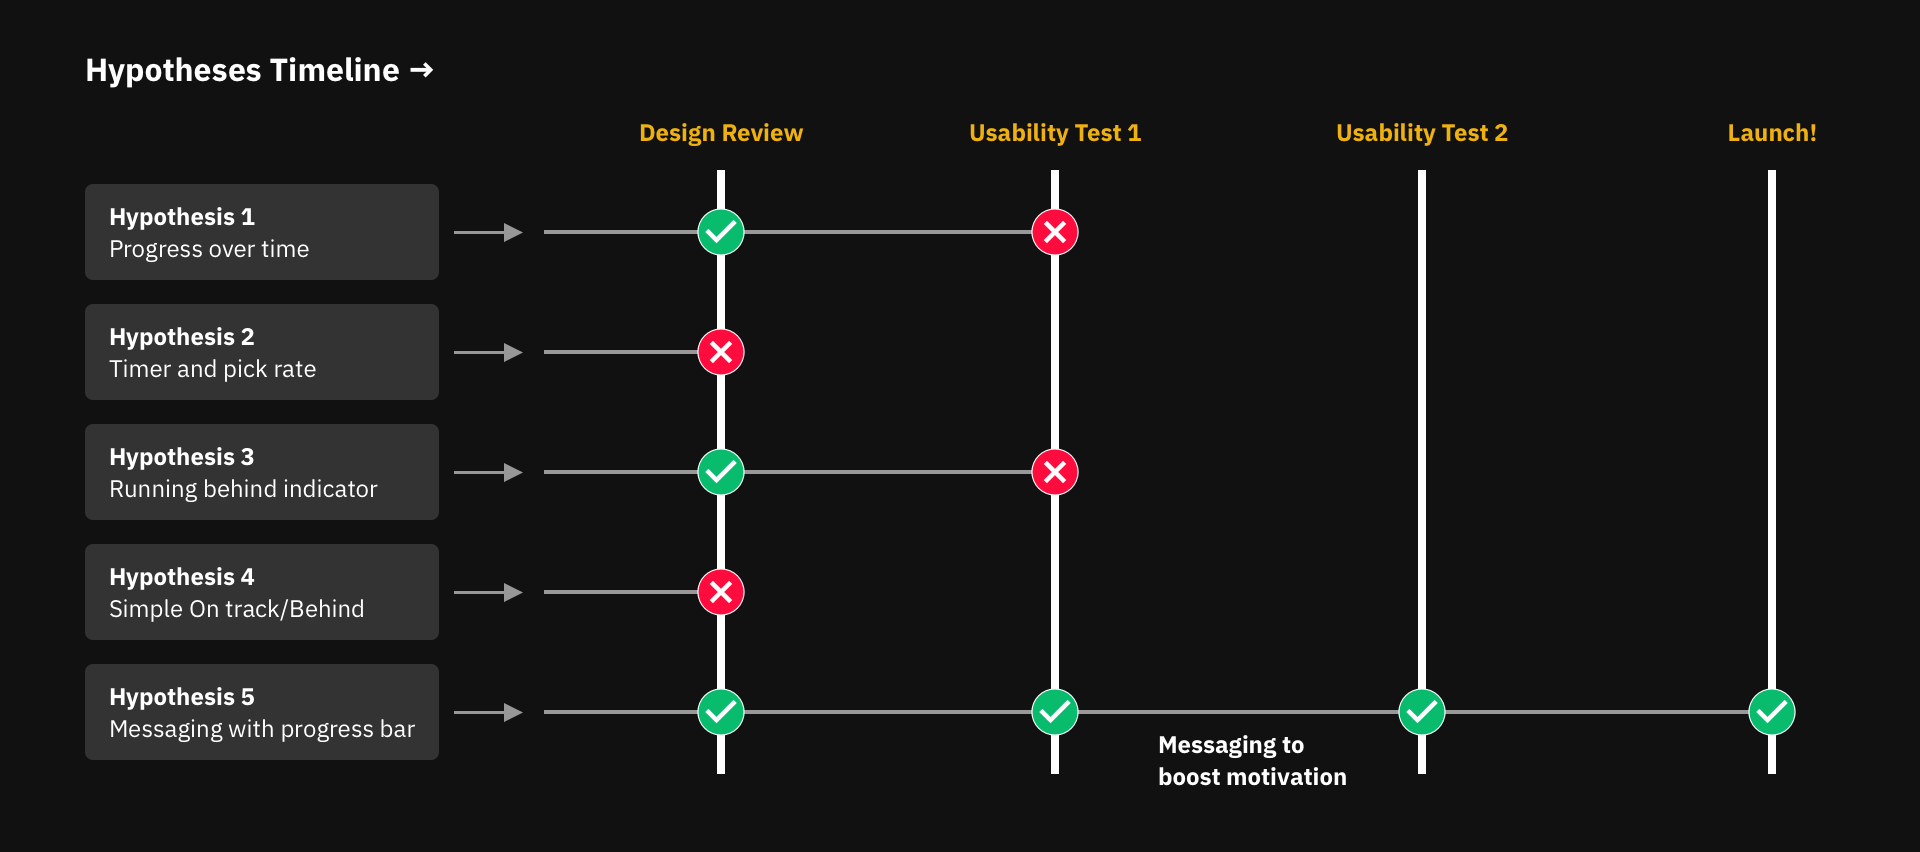 Hypotheses Timeline →
Design Review
Usability Test 1
Usability Test 2
Launch!
Hypothesis 1
Progress over time
Hypothesis 2
Timer and pick rate
Hypothesis 3
Running behind indicator
Hypothesis 4
Simple On track/Behind
Hypothesis 5
Messaging with progress bar
Messaging to
boost motivation